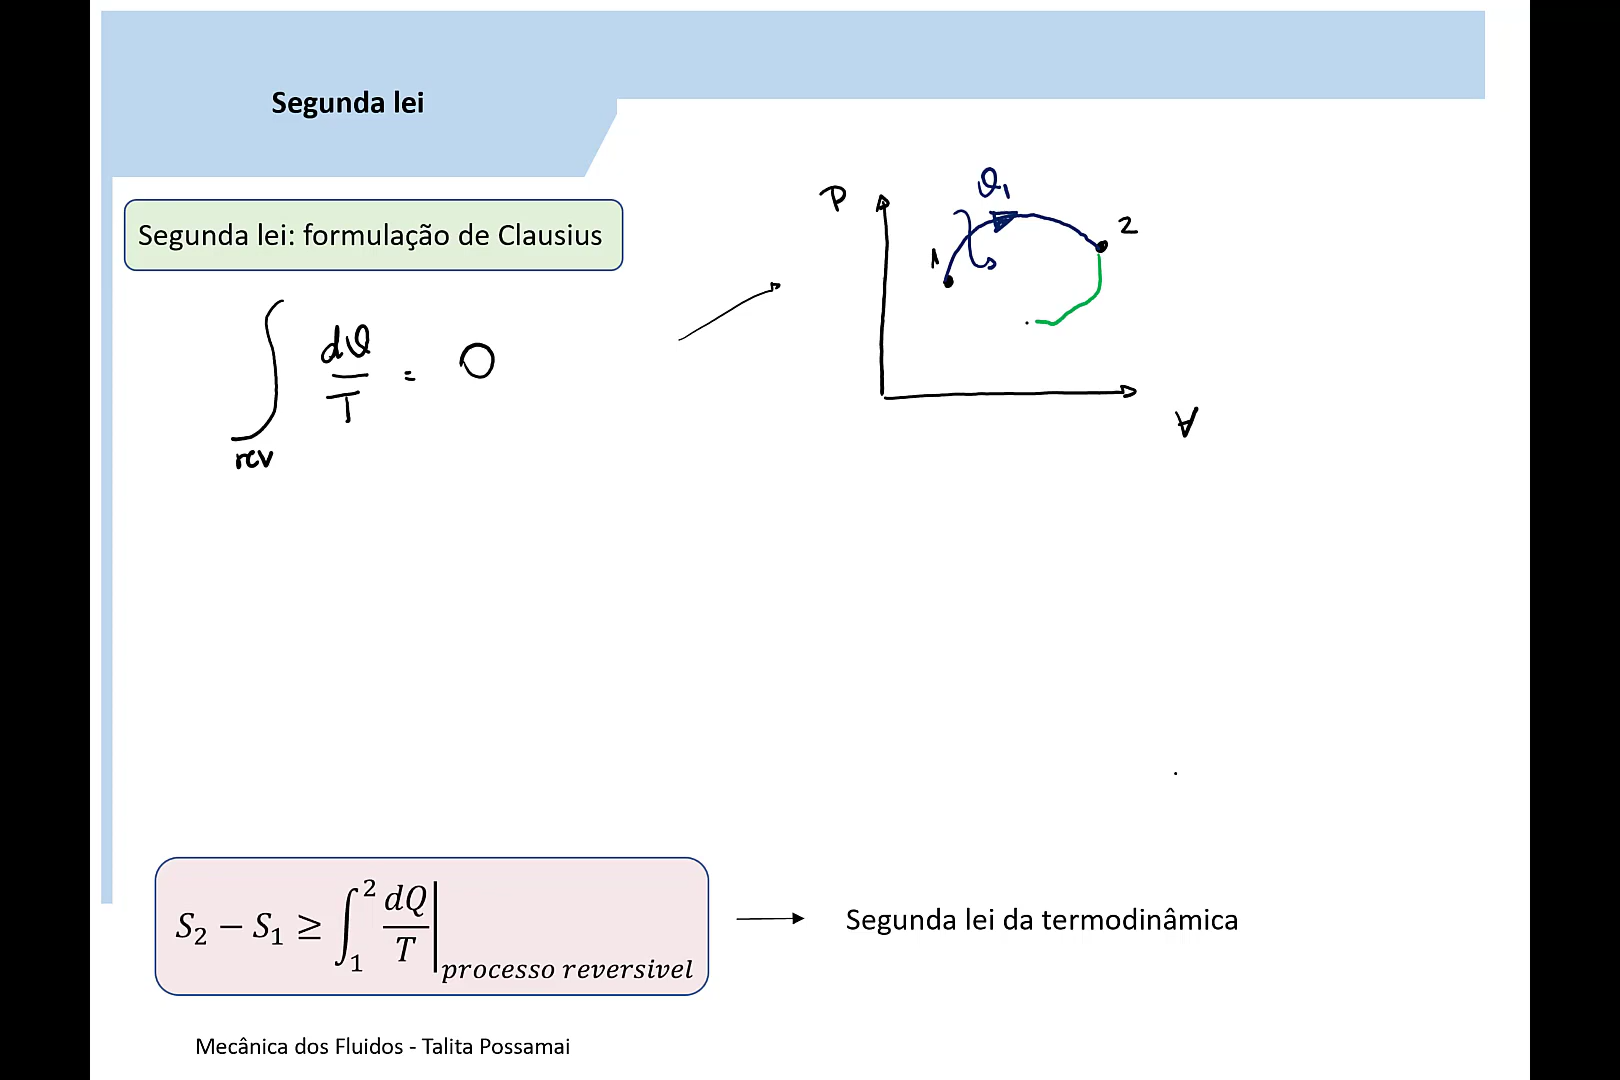 Segunda lei
Segunda lei: formulação de Clausius
∫rev dQ/T = 0
P
Q₁
1
2
V
S₂ − S₁ ≥ ∫₁² dQ/T |processo reversivel
Segunda lei da termodinâmica
Mecânica dos Fluidos - Talita Possamai